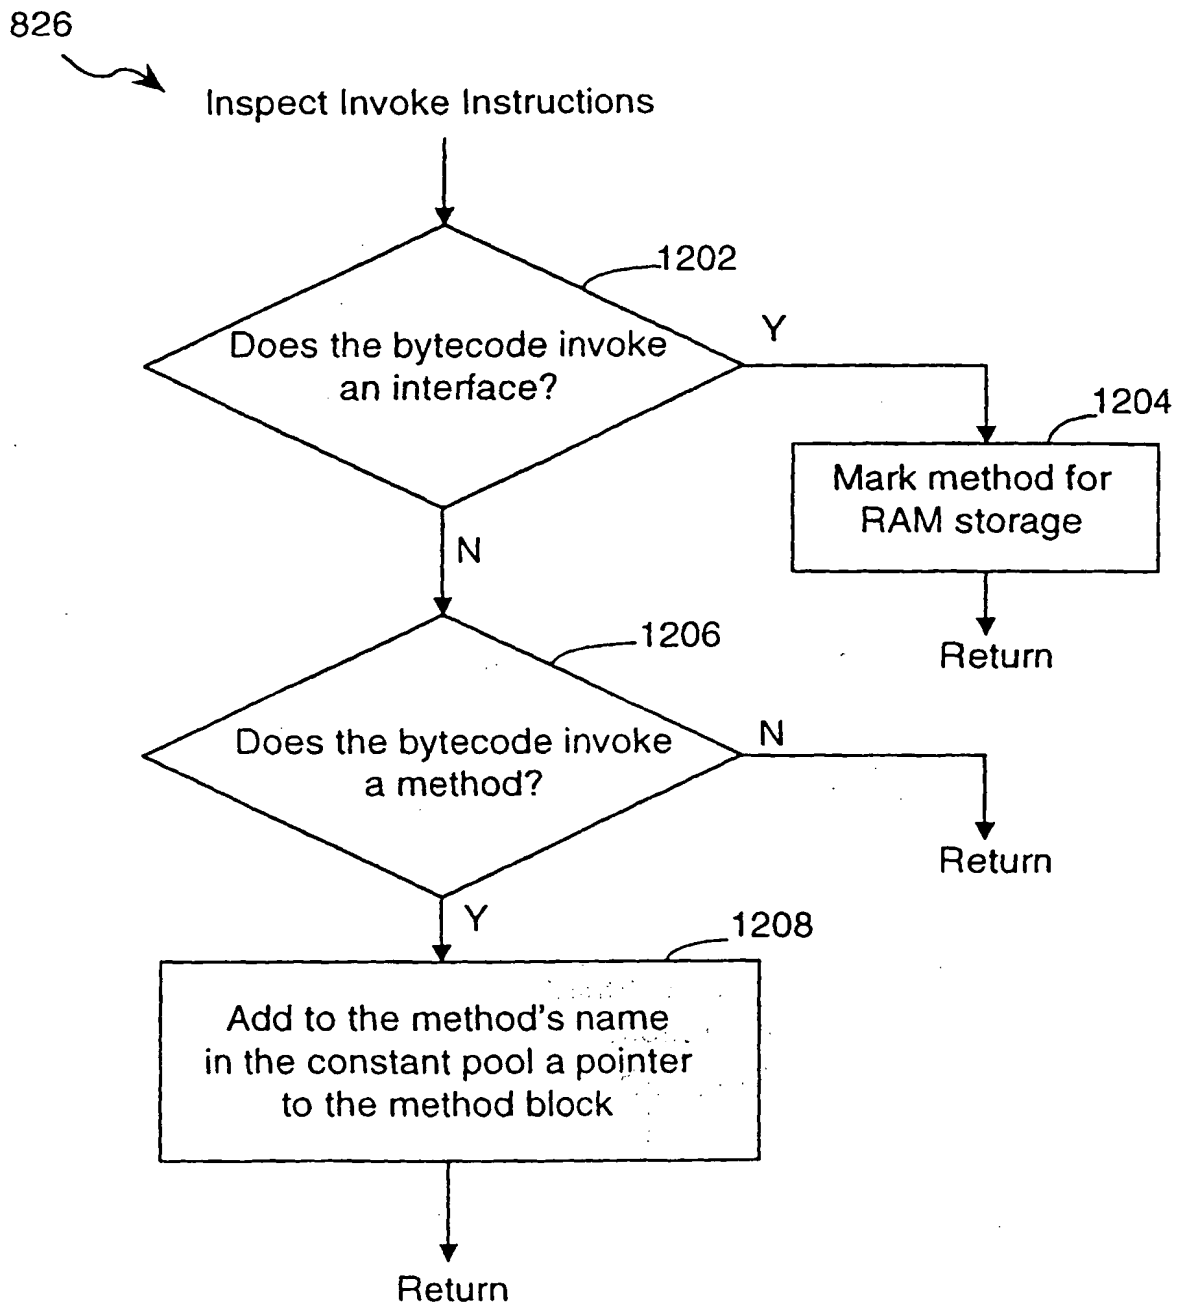 826
Inspect Invoke Instructions
1202
Does the bytecode invoke
an interface?
Y
1204
Mark method for
RAM storage
N
Return
1206
Does the bytecode invoke
a method?
N
Return
Y
1208
Add to the method's name
in the constant pool a pointer
to the method block
Return